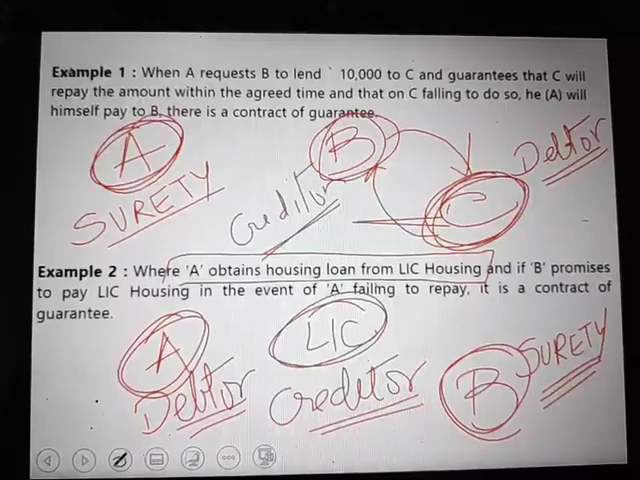 Example 1 : When A requests B to lend ` 10,000 to C and guarantees that C will
repay the amount within the agreed time and that on C falling to do so, he (A) will
himself pay to B, there is a contract of guarantee.
A
SURETY
B
Creditor
C
Debtor
Example 2 : Where 'A' obtains housing loan from LIC Housing and if 'B' promises
to pay LIC Housing in the event of 'A' failing to repay, it is a contract of
guarantee.
A
Debtor
LIC
Creditor
B
SURETY